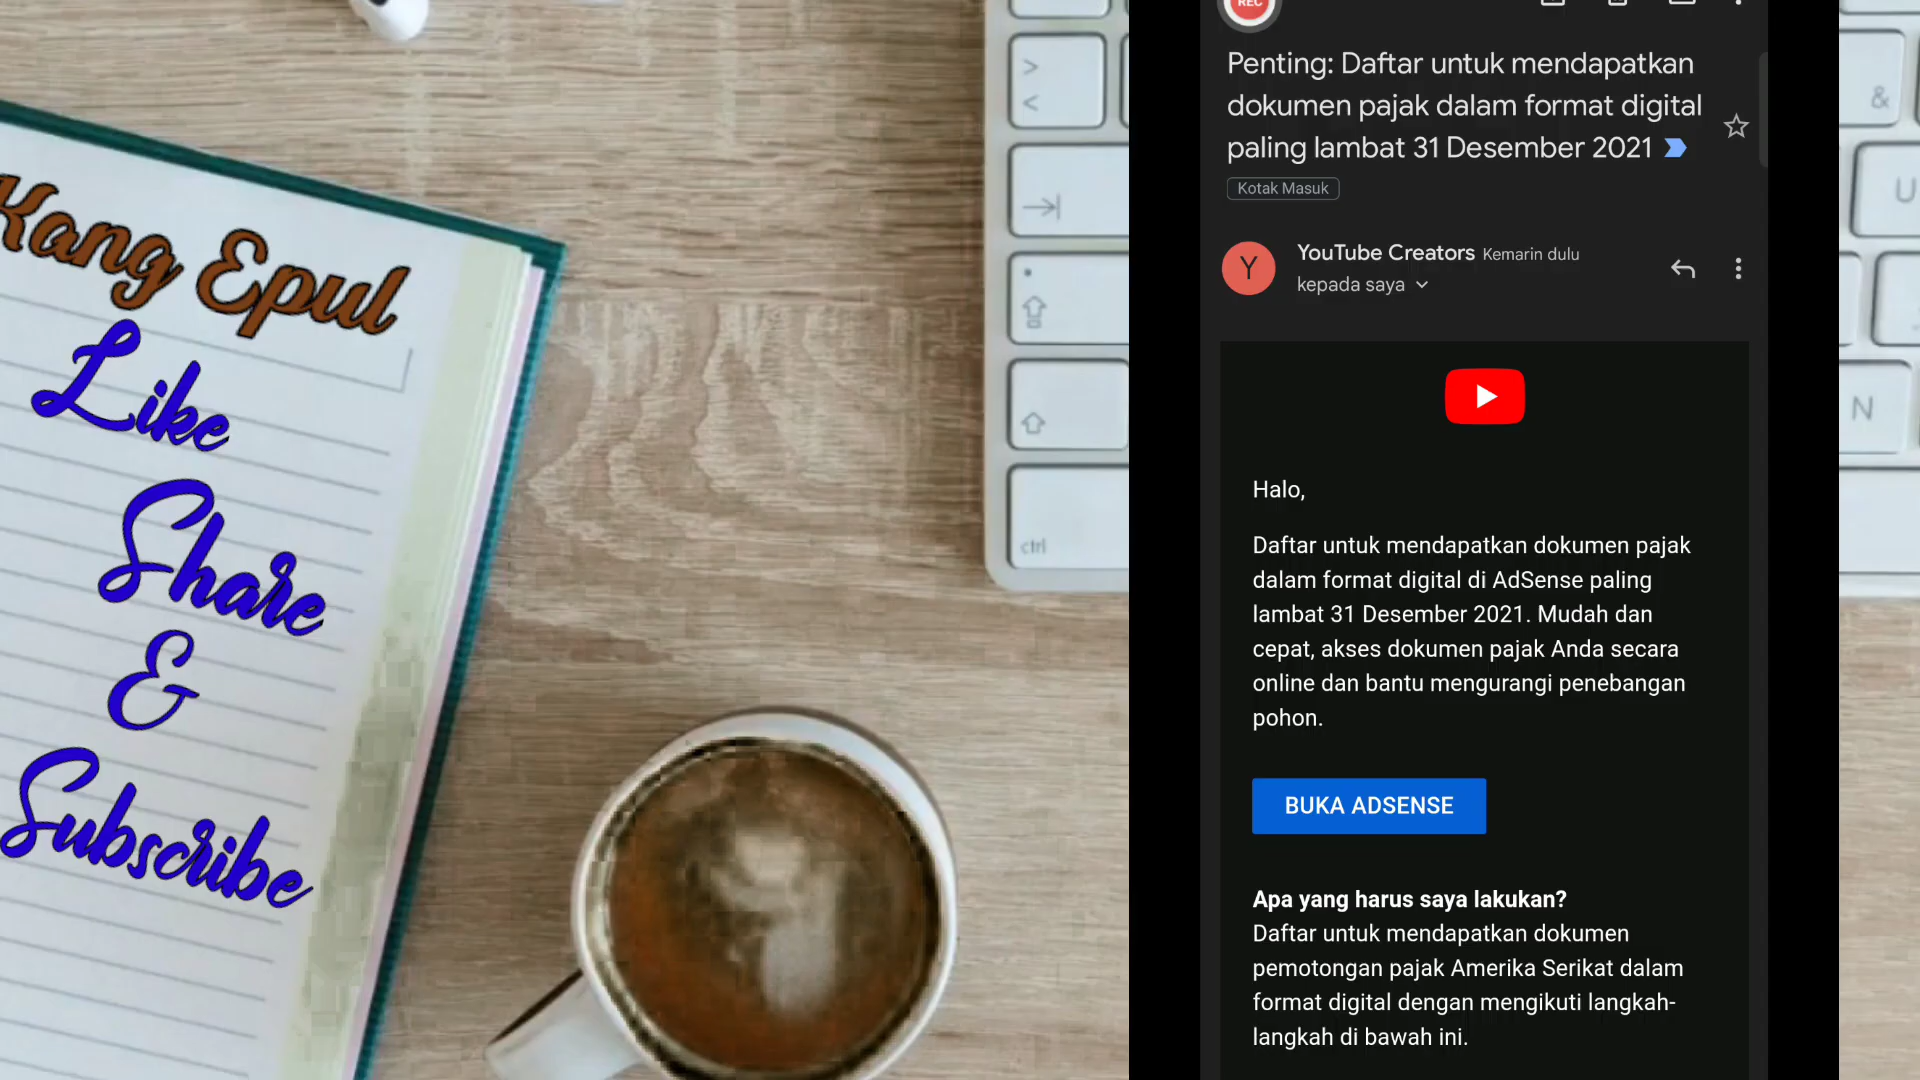 Kang Epul
Like
Share
&
Subscribe
>
<
ctrl
&
U
N
REC
Penting: Daftar untuk mendapatkan
dokumen pajak dalam format digital
paling lambat 31 Desember 2021
Kotak Masuk
Y
YouTube Creators Kemarin dulu
kepada saya
Halo,
Daftar untuk mendapatkan dokumen pajak
dalam format digital di AdSense paling
lambat 31 Desember 2021. Mudah dan
cepat, akses dokumen pajak Anda secara
online dan bantu mengurangi penebangan
pohon.
BUKA ADSENSE
Apa yang harus saya lakukan?
Daftar untuk mendapatkan dokumen
pemotongan pajak Amerika Serikat dalam
format digital dengan mengikuti langkah-
langkah di bawah ini.